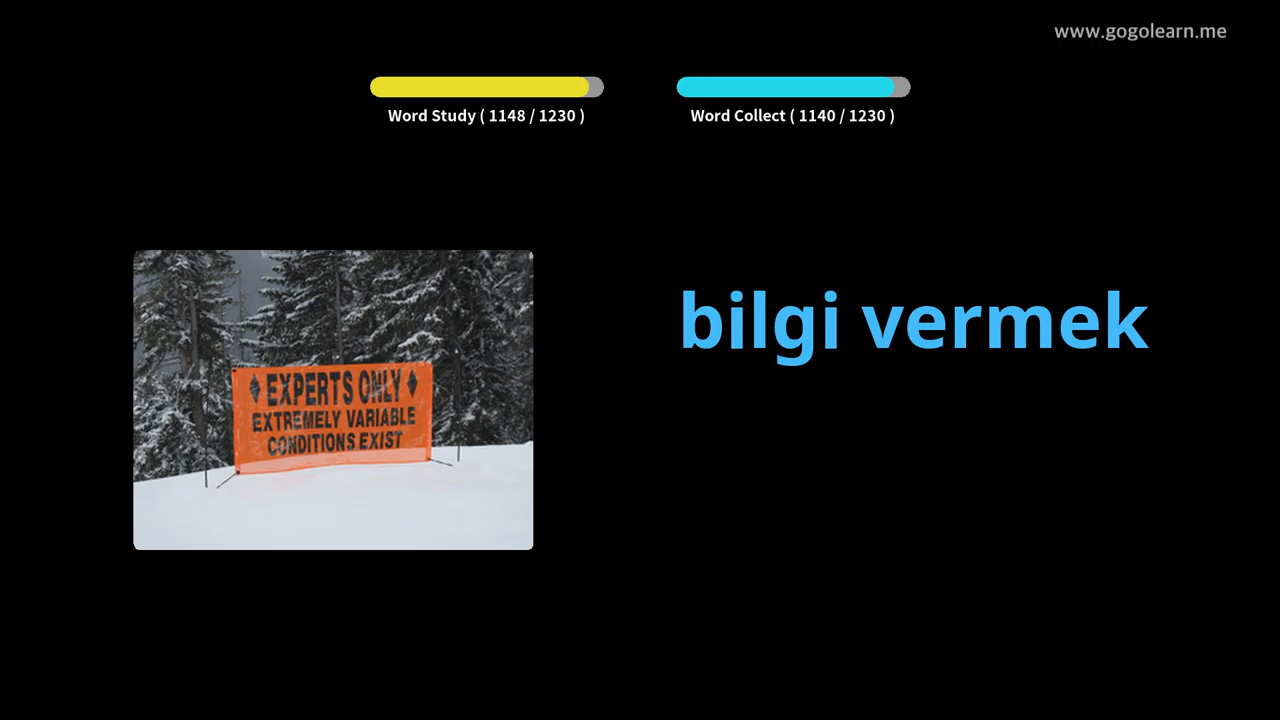 www.gogolearn.me
Word Study ( 1148 / 1230 )
Word Collect ( 1140 / 1230 )
EXPERTS ONLY
EXTREMELY VARIABLE
CONDITIONS EXIST
bilgi vermek